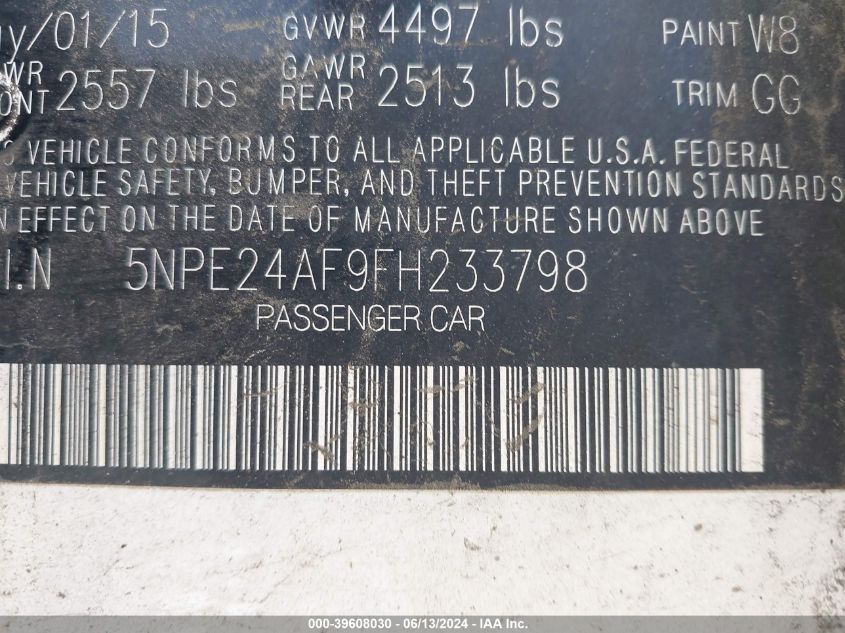 ay/01/15 GVWR 4497 lbs PAINT W8
WR GAWR
ONT 2557 lbs REAR 2513 lbs TRIM GG
S VEHICLE CONFORMS TO ALL APPLICABLE U.S.A. FEDERAL
VEHICLE SAFETY, BUMPER, AND THEFT PREVENTION STANDARDS
N EFFECT ON THE DATE OF MANUFACTURE SHOWN ABOVE
I.N 5NPE24AF9FH233798
PASSENGER CAR
000-39608030 - 06/13/2024 - IAA Inc.